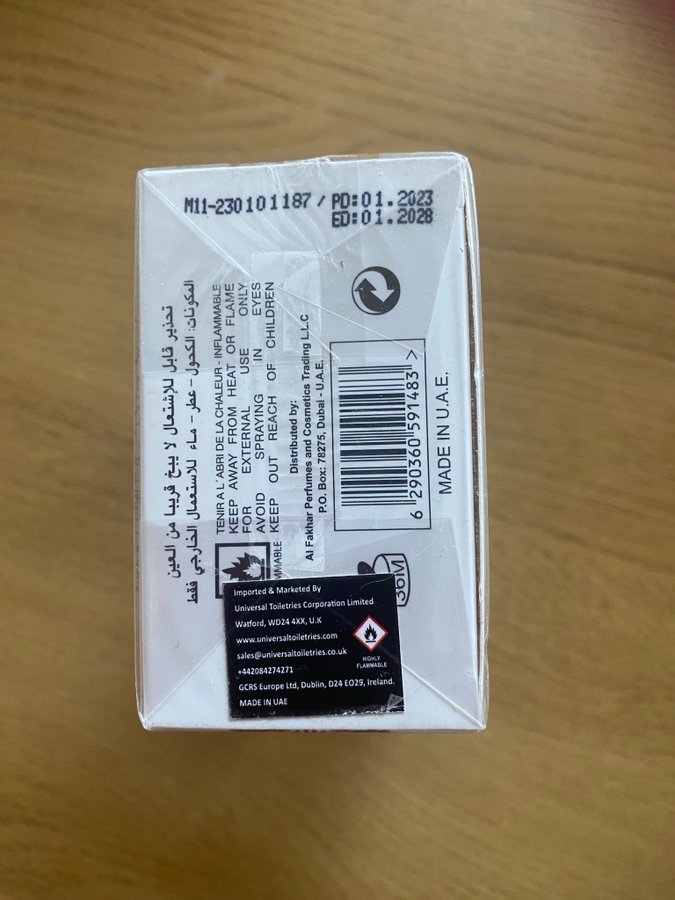 M11-230101187 / PD:01.2023
ED:01.2028
تحذير قابل للإشتعال لا يبخ قريبا من العين
المكونات: الكحول - عطر - ماء للاستعمال الخارجي فقط
TENIR A L'ABRI DE LA CHALEUR - INFLAMMABLE
KEEP AWAY FROM HEAT OR FLAME
FOR EXTERNAL USE ONLY
AVOID SPRAYING IN EYES
KEEP OUT REACH OF CHILDREN
Distributed by:
Al Fakhar Perfumes and Cosmetics Trading L.L.C
P.O. Box: 78275, Dubai - U.A.E.
6 290360 591483 >
MADE IN U.A.E.
36M
Imported & Marketed By
Universal Toiletries Corporation Limited
Watford, WD24 4XX, U.K
www.universaltoiletries.com
sales@universaltoiletries.co.uk
+442084274271
GCRS Europe Ltd, Dublin, D24 EO29, Ireland.
MADE IN UAE
HIGHLY
FLAMMABLE